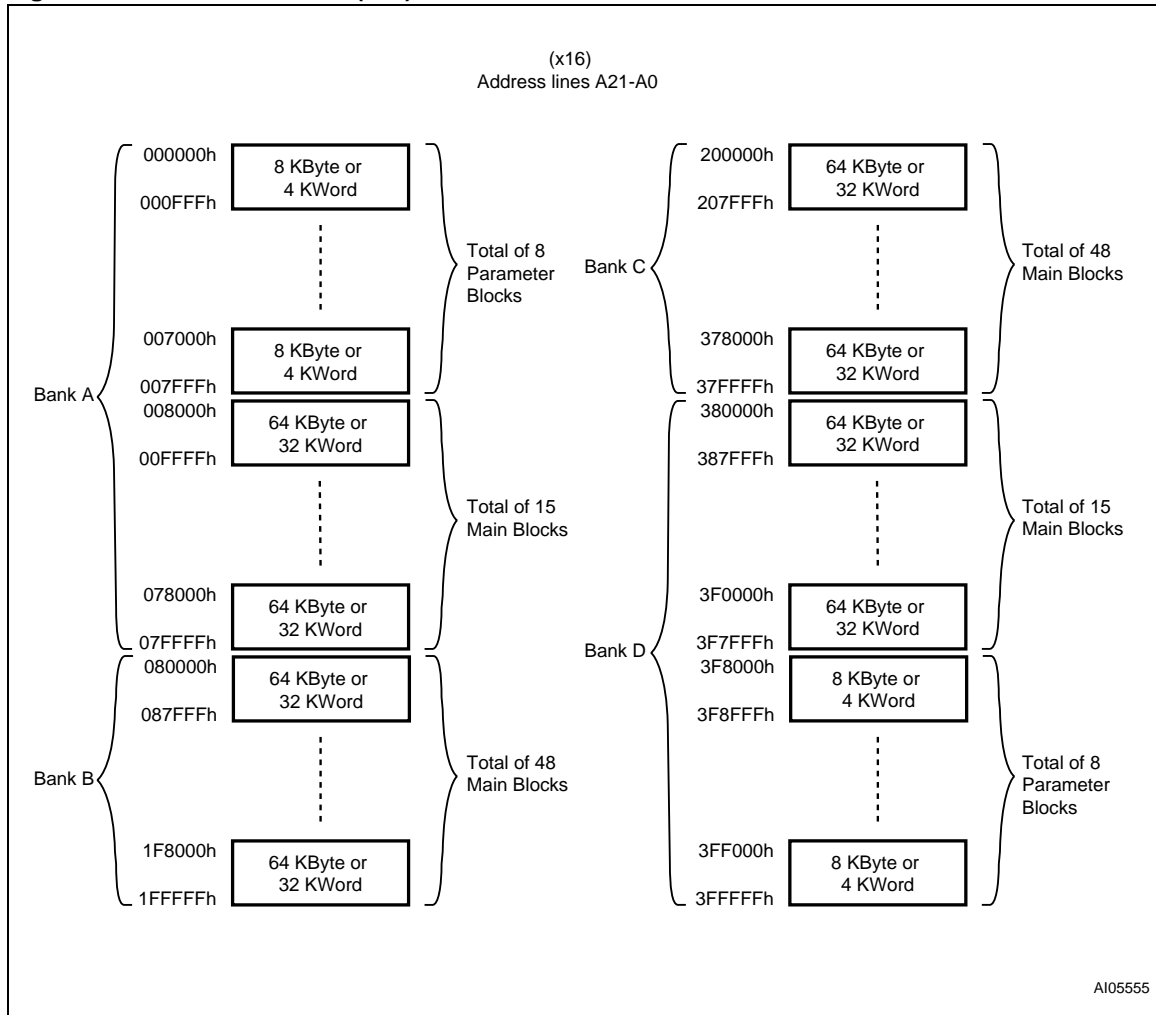 (x16)
Address lines A21-A0
Bank A
000000h
8 KByte or
4 KWord
000FFFh
Total of 8
Parameter
Blocks
007000h
8 KByte or
4 KWord
007FFFh
008000h
64 KByte or
32 KWord
00FFFFh
Total of 15
Main Blocks
078000h
64 KByte or
32 KWord
07FFFFh
Bank B
080000h
64 KByte or
32 KWord
087FFFh
Total of 48
Main Blocks
1F8000h
64 KByte or
32 KWord
1FFFFFh
Bank C
200000h
64 KByte or
32 KWord
207FFFh
Total of 48
Main Blocks
378000h
64 KByte or
32 KWord
37FFFFh
Bank D
380000h
64 KByte or
32 KWord
387FFFh
Total of 15
Main Blocks
3F0000h
64 KByte or
32 KWord
3F7FFFh
3F8000h
8 KByte or
4 KWord
3F8FFFh
Total of 8
Parameter
Blocks
3FF000h
8 KByte or
4 KWord
3FFFFFh
AI05555